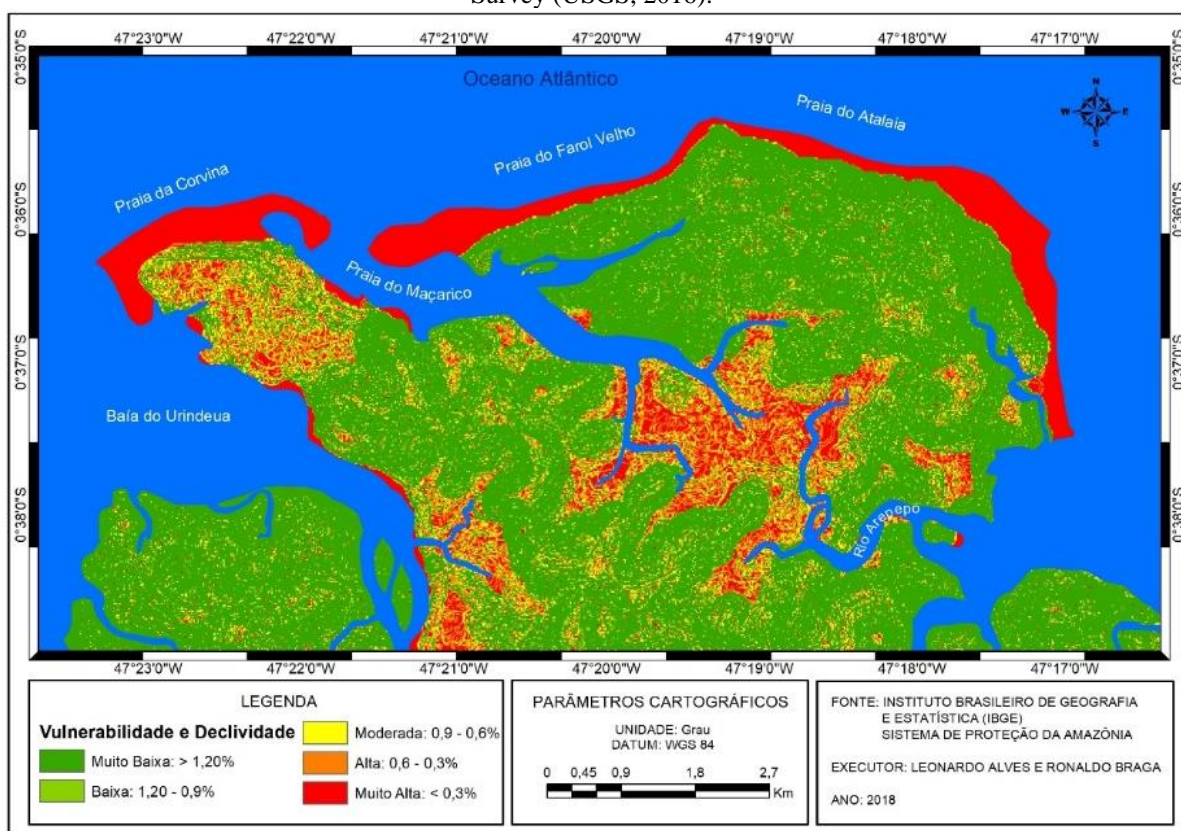 Survey (USGS, 2016).
47°23'0"W 47°22'0"W 47°21'0"W 47°20'0"W 47°19'0"W 47°18'0"W 47°17'0"W
0°35'0"S
0°35'0"S
Oceano Atlântico
N
W E
S
Praia do Atalaia
Praia do Farol Velho
Praia da Corvina
0°36'0"S
0°36'0"S
Praia do Maçarico
0°37'0"S
0°37'0"S
Baía do Urindeua
0°38'0"S
0°38'0"S
Rio Arepepo
47°23'0"W 47°22'0"W 47°21'0"W 47°20'0"W 47°19'0"W 47°18'0"W 47°17'0"W
LEGENDA
Vulnerabilidade e Declividade
Muito Baixa: > 1,20%
Baixa: 1,20 - 0,9%
Moderada: 0,9 - 0,6%
Alta: 0,6 - 0,3%
Muito Alta: < 0,3%
PARÂMETROS CARTOGRÁFICOS
UNIDADE: Grau
DATUM: WGS 84
0 0,45 0,9 1,8 2,7
Km
FONTE: INSTITUTO BRASILEIRO DE GEOGRAFIA
E ESTATÍSTICA (IBGE)
SISTEMA DE PROTEÇÃO DA AMAZÔNIA
EXECUTOR: LEONARDO ALVES E RONALDO BRAGA
ANO: 2018